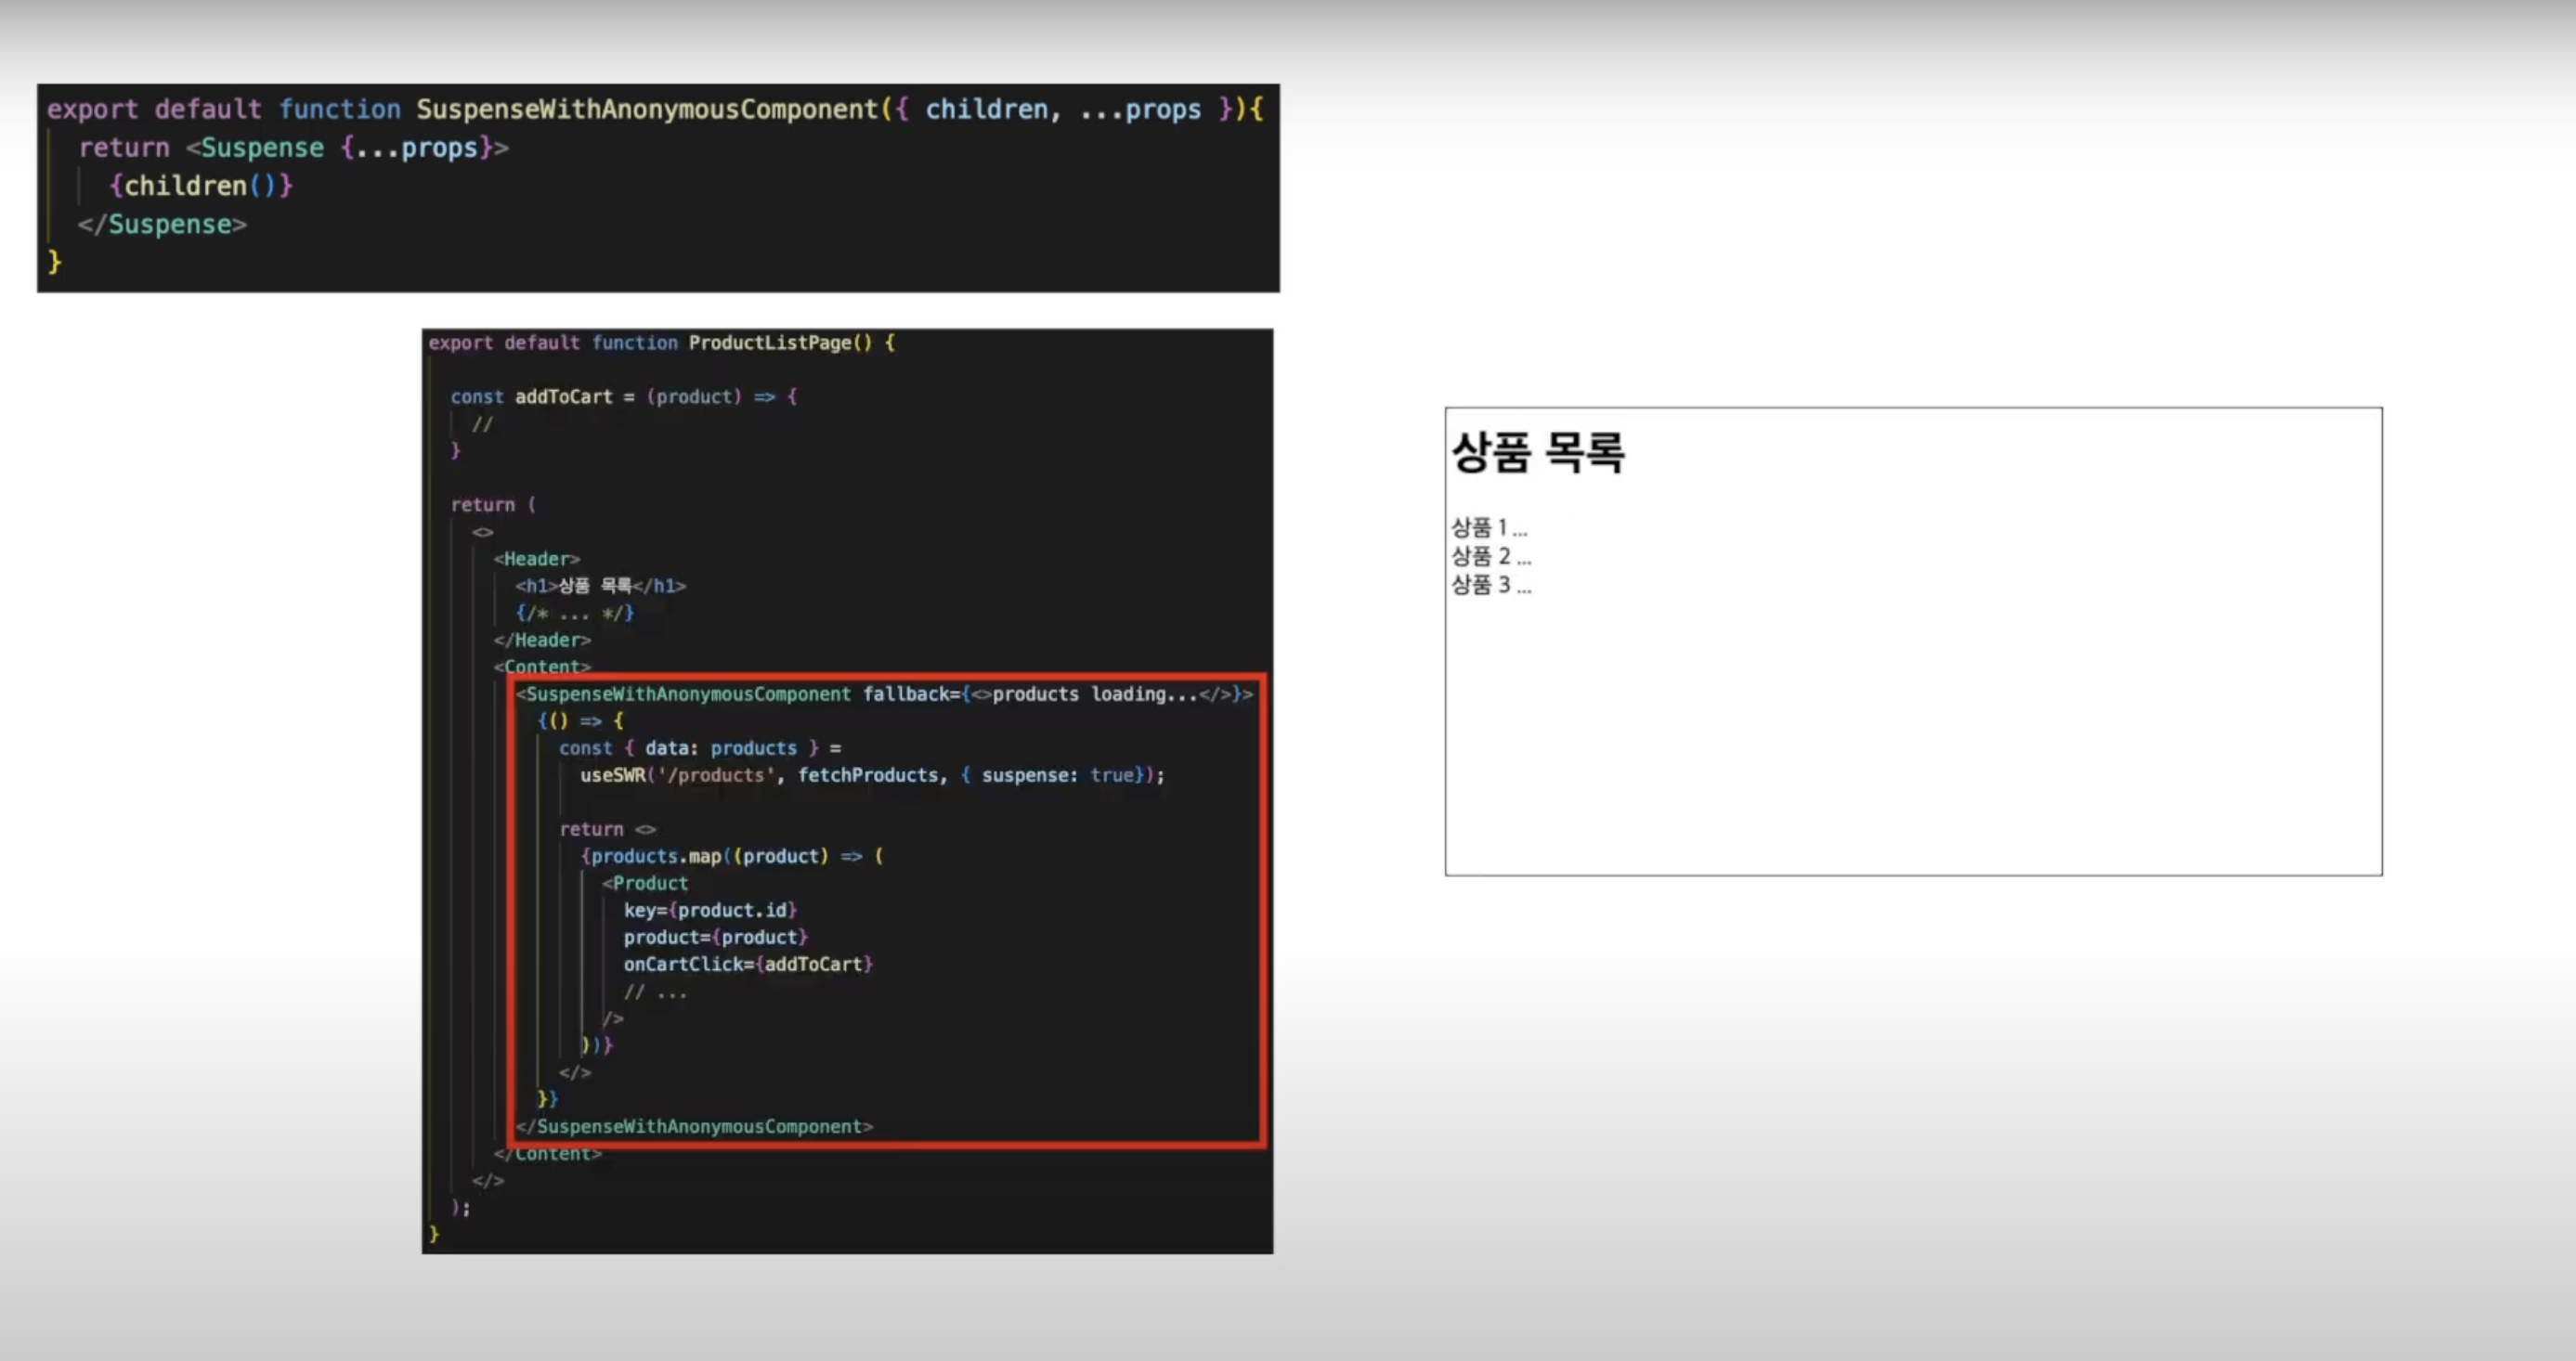 export default function SuspenseWithAnonymousComponent({ children, ...props }){
return <Suspense {...props}>
{children()}
</Suspense>
}
export default function ProductListPage() {
const addToCart = (product) => {
//
}
return (
<>
<Header>
<h1>상품 목록</h1>
{/* ... */}
</Header>
<Content>
<SuspenseWithAnonymousComponent fallback={<>products loading...</>}>
{() => {
const { data: products } =
useSWR('/products', fetchProducts, { suspense: true});
return <>
{products.map((product) => (
<Product
key={product.id}
product={product}
onCartClick={addToCart}
// ...
/>
))}
</>
}}
</SuspenseWithAnonymousComponent>
</Content>
</>
);
}
상품 목록
상품 1 ...
상품 2 ...
상품 3 ...